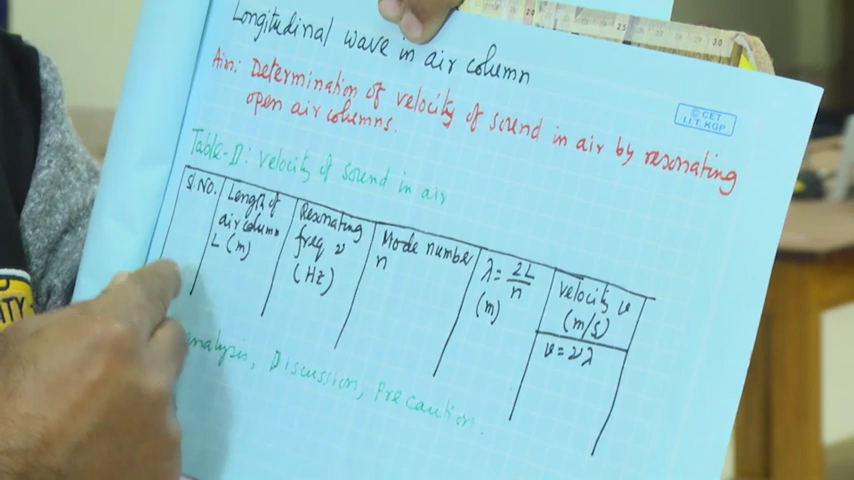 Longitudinal wave in air column
Aim: Determination of velocity of sound in air by resonating
open air columns.
© CET
I.I.T. KGP
Table-D: Velocity of sound in air
Sl.No.
Length of
air column
L (m)
Resonating
freq ν
(Hz)
Mode number
n
λ = 2L/n
(m)
Velocity v
(m/s)
v = νλ
analysis, Discussion, Precaution.